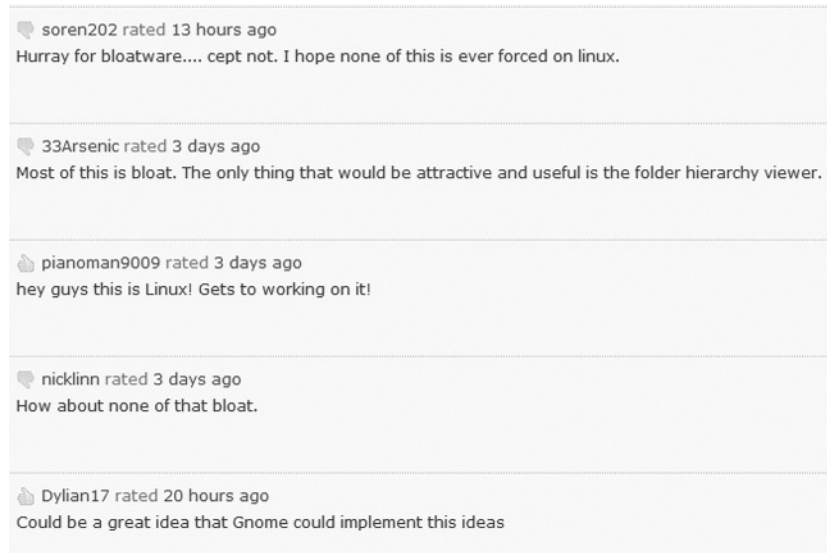 soren202 rated 13 hours ago
Hurray for bloatware.... cept not. I hope none of this is ever forced on linux.
33Arsenic rated 3 days ago
Most of this is bloat. The only thing that would be attractive and useful is the folder hierarchy viewer.
pianoman9009 rated 3 days ago
hey guys this is Linux! Gets to working on it!
nicklinn rated 3 days ago
How about none of that bloat.
Dylian17 rated 20 hours ago
Could be a great idea that Gnome could implement this ideas